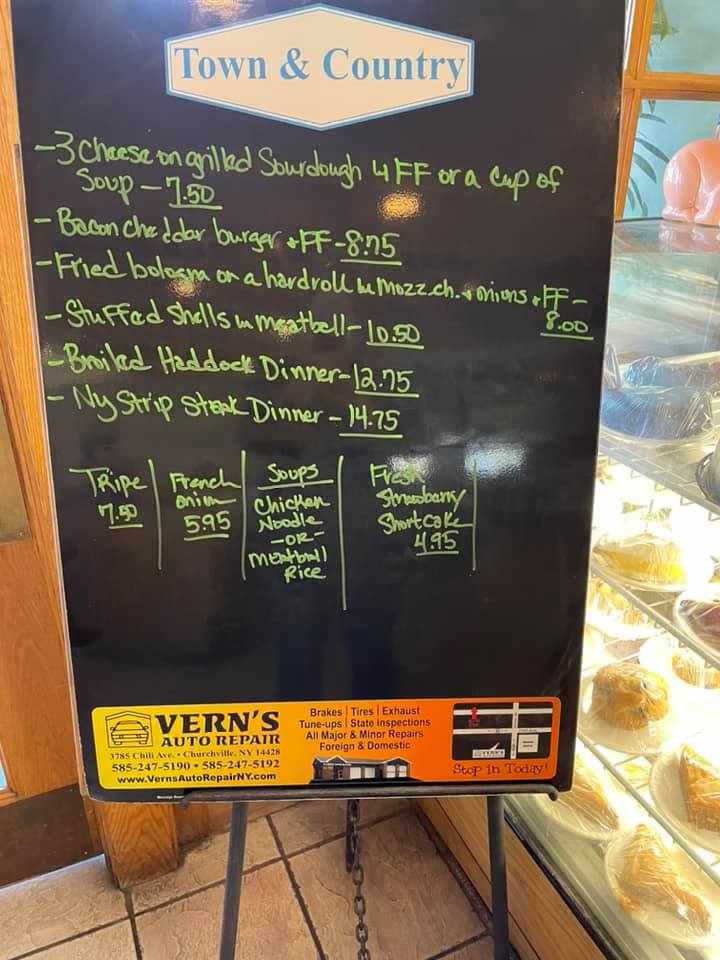 Town & Country
-3 cheese on grilled Sourdough 4 FF or a cup of
Soup - 7.50
- Bacon cheddar burger + FF - 8.75
- Fried bologna on a hardroll w mozz.ch. + onions + FF -
8.00
- Stuffed Shells w meatball - 10.50
- Broiled Haddock Dinner - 12.75
- Ny Strip Steak Dinner - 14.75
Tripe
7.50
French
onion
5.95
Soups
Chicken
Noodle
-OR-
Meatball
Rice
Fresh
Strawberry
Shortcake
4.95
VERN'S
AUTO REPAIR
3785 Chili Ave. • Churchville, NY 14428
585-247-5190 • 585-247-5192
www.VernsAutoRepairNY.com
Brakes | Tires | Exhaust
Tune-ups | State Inspections
All Major & Minor Repairs
Foreign & Domestic
Stop in Today!